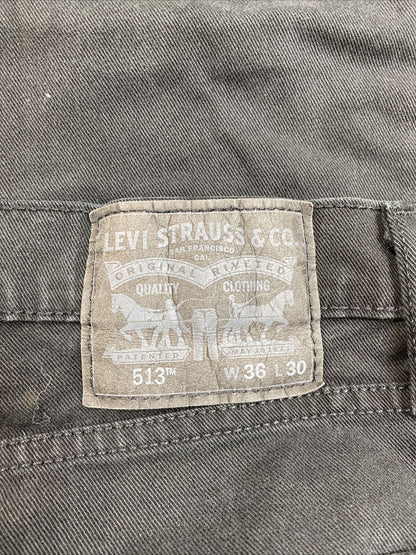 LEVI STRAUSS & CO.
SAN FRANCISCO
CAL
ORIGINAL RIVETED
QUALITY CLOTHING
PATENTED MAY 20 1873
513™ W 36 L 30